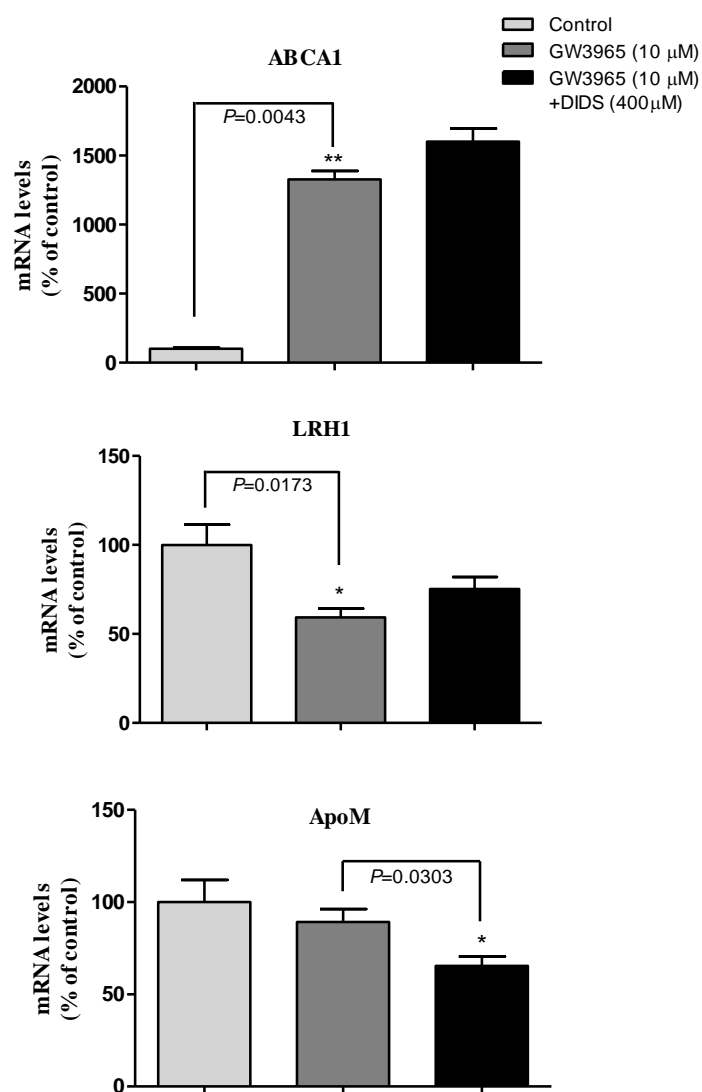 Control
GW3965 (10 μM)
GW3965 (10 μM)
+DIDS (400μM)
ABCA1
2000
1500
1000
500
0
mRNA levels
(% of control)
P=0.0043
**
LRH1
150
100
50
0
mRNA levels
(% of control)
P=0.0173
*
ApoM
150
100
50
0
mRNA levels
(% of control)
P=0.0303
*